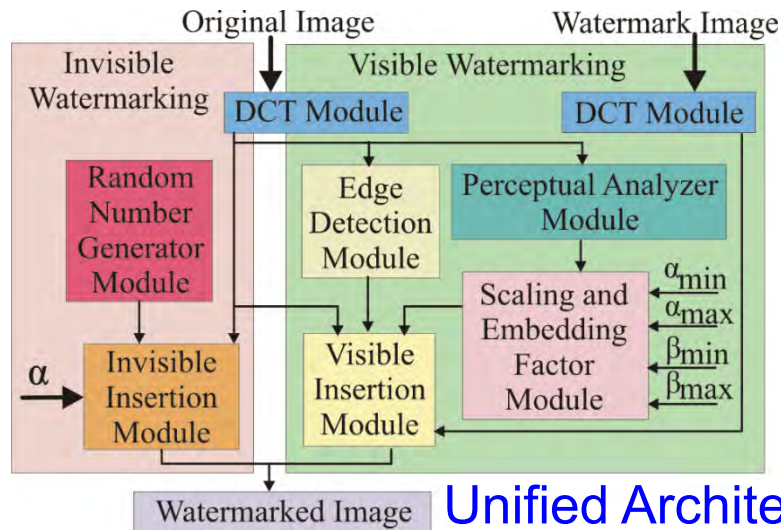 Original Image
Watermark Image
Invisible
Watermarking
Visible Watermarking
DCT Module
DCT Module
Random
Number
Generator
Module
Edge
Detection
Module
Perceptual Analyzer
Module
Scaling and
Embedding
Factor
Module
αmin
αmax
βmin
βmax
α
Invisible
Insertion
Module
Visible
Insertion
Module
Watermarked Image
Unified Archite